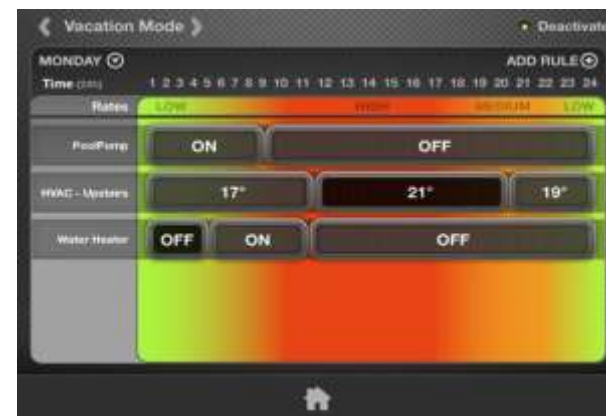 Vacation Mode
Deactivate
MONDAY
ADD RULE
Time (24h) 1 2 3 4 5 6 7 8 9 10 11 12 13 14 15 16 17 18 19 20 21 22 23 24
Rates LOW HIGH MEDIUM LOW
PoolPump ON OFF
HVAC - Upstairs 17° 21° 19°
Water Heater OFF ON OFF